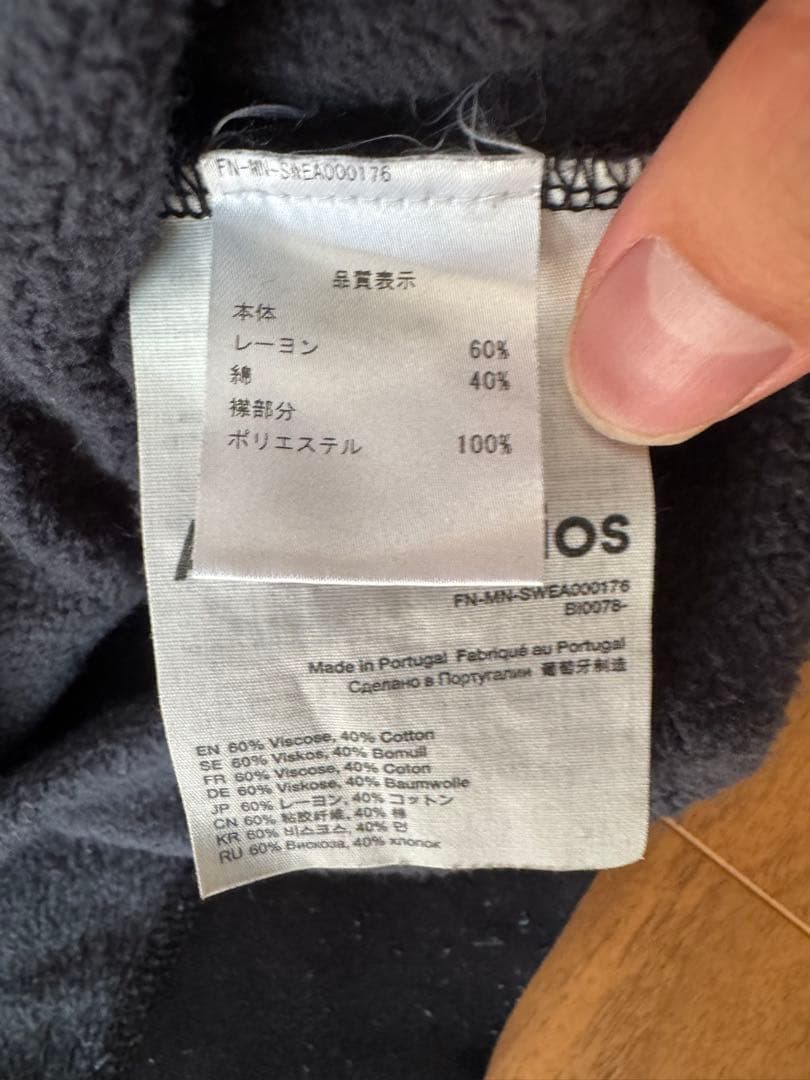 FN-MN-SWEA000176
品質表示
本体
レーヨン 60%
綿 40%
襟部分
ポリエステル 100%
IOS
FN-MN-SWEA000176
BI0078-
Made in Portugal Fabriqué au Portugal
Сделано в Португалии 葡萄牙制造
EN 60% Viscose, 40% Cotton
SE 60% Viskos, 40% Bomull
FR 60% Viscose, 40% Coton
DE 60% Viskose, 40% Baumwolle
JP 60% レーヨン, 40% コットン
CN 60% 粘胶纤维, 40% 棉
KR 60% 비스코스, 40% 면
RU 60% Вискоза, 40% хлопок